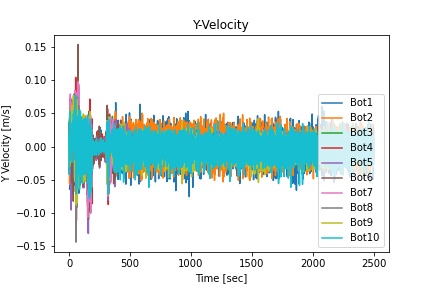 Y-Velocity
Y Velocity [m/s]
0.15
0.10
0.05
0.00
−0.05
−0.10
−0.15
Bot1
Bot2
Bot3
Bot4
Bot5
Bot6
Bot7
Bot8
Bot9
Bot10
0 500 1000 1500 2000 2500
Time [sec]